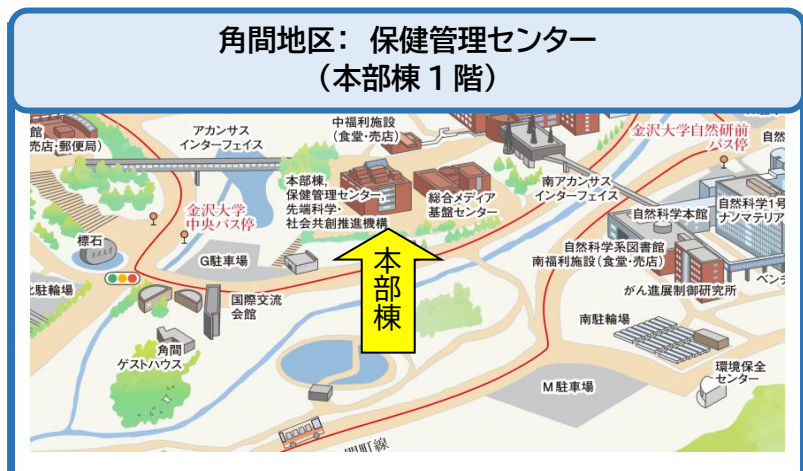 角間地区： 保健管理センター
（本部棟１階）
館
売店・郵便局）
アカンサス
インターフェイス
中福利施設
（食堂・売店）
金沢大学自然研前
バス停
自然
本部棟,
保健管理センター,
先端科学・
社会共創推進機構
総合メディア
基盤センター
南アカンサス
インターフェイス
自然科学本館
自然科学1号
ナノマテリア
金沢大学
中央バス停
標石
G駐車場
本部棟
自然科学系図書館
南福利施設（食堂・売店）
がん進展制御研究所
ベンチ
駐輪場
国際交流
会館
角間
ゲストハウス
南駐輪場
環境保全
センター
M駐車場
町線